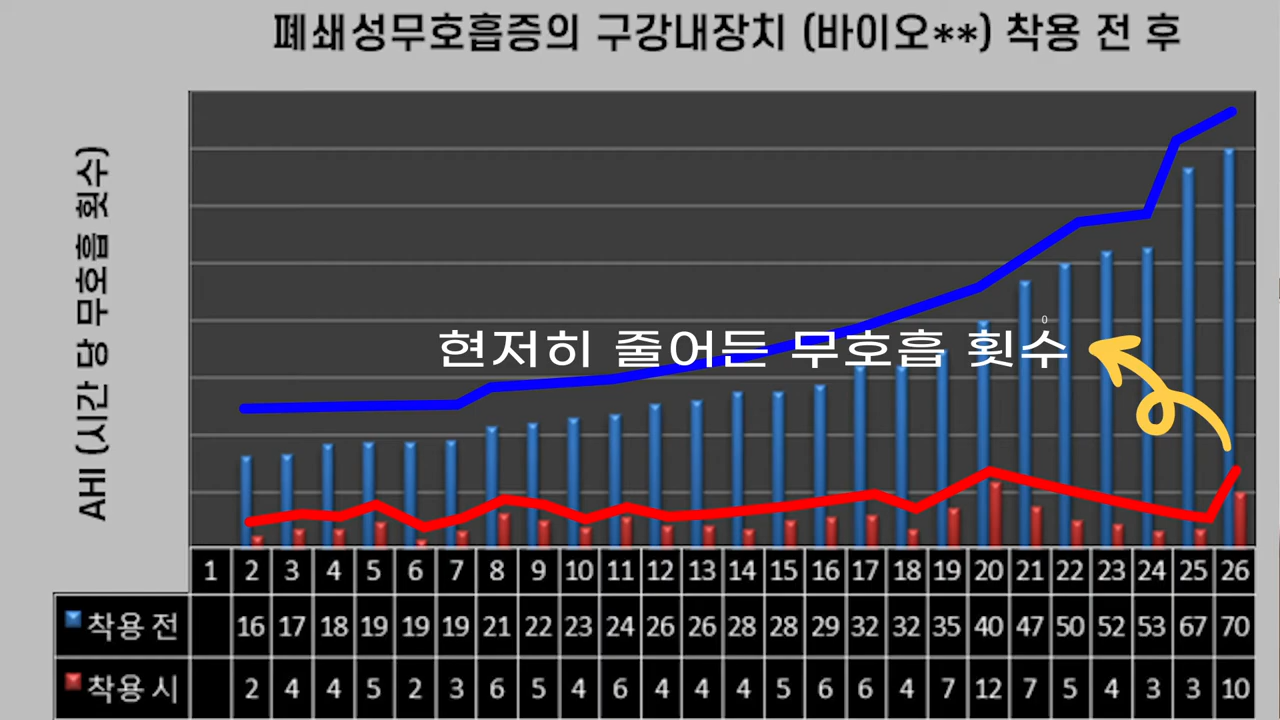 폐쇄성무호흡증의 구강내장치 (바이오**) 착용 전 후
AHI (시간 당 무호흡 횟수)
0
현저히 줄어든 무호흡 횟수
1 2 3 4 5 6 7 8 9 10 11 12 13 14 15 16 17 18 19 20 21 22 23 24 25 26
착용 전 16 17 18 19 19 19 21 22 23 24 26 26 28 28 29 32 32 35 40 47 50 52 53 67 70
착용 시 2 4 4 5 2 3 6 5 4 6 4 4 4 5 6 6 4 7 12 7 5 4 3 3 10